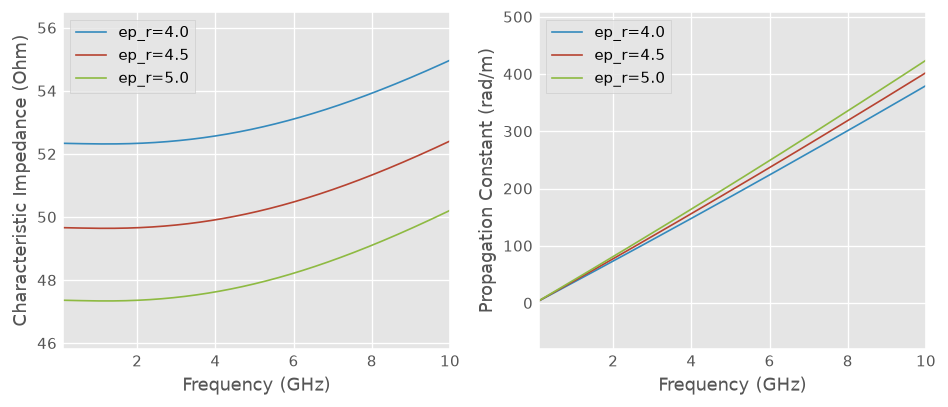 56
54
52
50
48
46
2
4
6
8
10
Characteristic Impedance (Ohm)
Frequency (GHz)
ep_r=4.0
ep_r=4.5
ep_r=5.0
500
400
300
200
100
0
2
4
6
8
10
Propagation Constant (rad/m)
Frequency (GHz)
ep_r=4.0
ep_r=4.5
ep_r=5.0